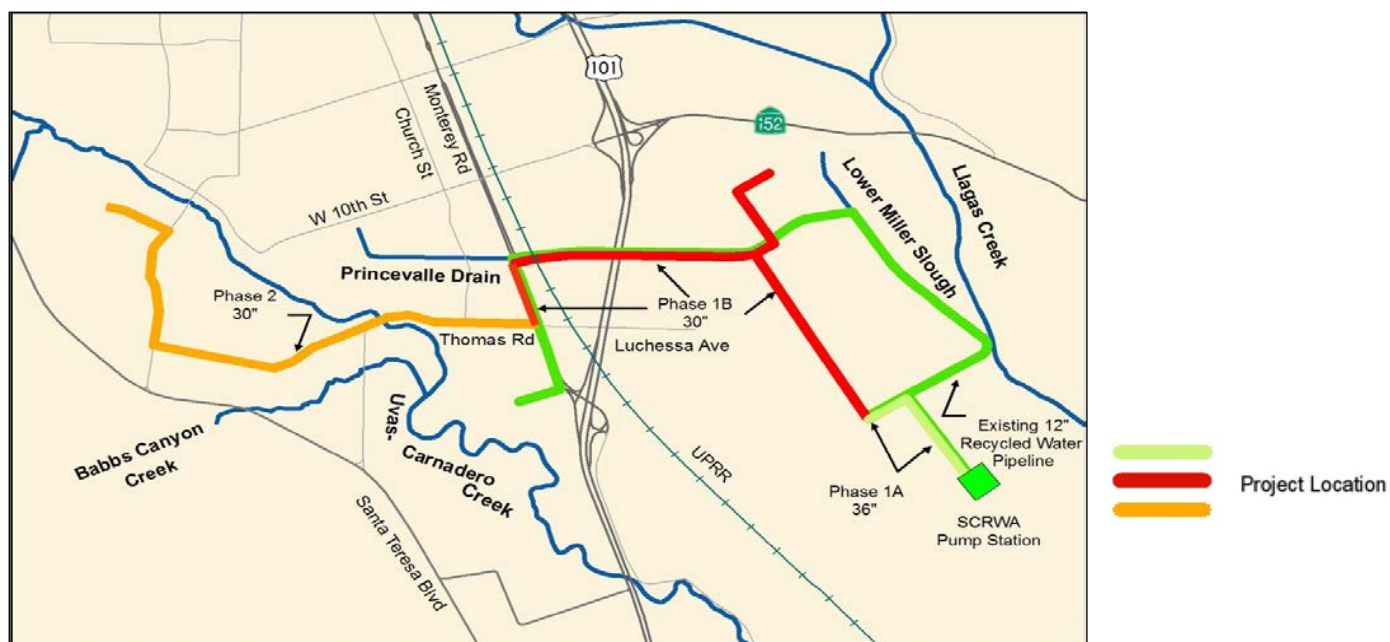 101
152
Monterey Rd
Church St
W 10th St
Lower Miller Slough
Llagas Creek
Princevalle Drain
Phase 2
30"
Phase 1B
30"
Thomas Rd
Luchessa Ave
Uvas-
Carnadero
Creek
Babbs Canyon
Creek
Existing 12"
Recycled Water
Pipeline
UPRR
Phase 1A
36"
Project Location
SCRWA
Pump Station
Santa Teresa Blvd